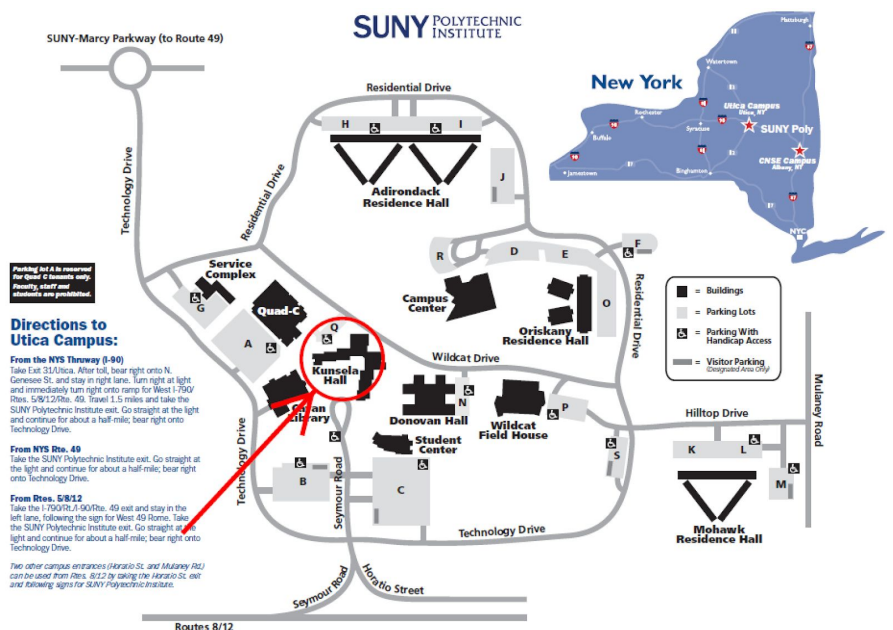 SUNY POLYTECHNIC
INSTITUTE
SUNY-Marcy Parkway (to Route 49)
New York
Plattsburgh
Watertown
Utica Campus
Utica, NY
Rochester
Syracuse
SUNY Poly
Buffalo
CNSE Campus
Albany, NY
Jamestown
Binghamton
NYC
Residential Drive
H
I
J
Adirondack
Residence Hall
Technology Drive
Residential Drive
Parking lot A is reserved
for Quad C tenants only.
Faculty, staff and
students are prohibited.
Service
Complex
G
Quad-C
A
Q
Kunsela
Hall
R
D
E
F
O
Campus
Center
Oriskany
Residence Hall
Residential Drive
= Buildings
= Parking Lots
= Parking With
Handicap Access
= Visitor Parking
(Designated Area Only)
Directions to
Utica Campus:
From the NYS Thruway (I-90)
Take Exit 31/Utica. After toll, bear right onto N.
Genesee St. and stay in right lane. Turn right at light
and immediately turn right onto ramp for West I-790/
Rtes. 5/8/12/Rte. 49. Travel 1.5 miles and take the
SUNY Polytechnic Institute exit. Go straight at the light
and continue for about a half-mile; bear right onto
Technology Drive.
From NYS Rte. 49
Take the SUNY Polytechnic Institute exit. Go straight at
the light and continue for about a half-mile; bear right
onto Technology Drive.
From Rtes. 5/8/12
Take the I-790/Rt./I-90/Rte. 49 exit and stay in the
left lane, following the sign for West 49 Rome. Take
the SUNY Polytechnic Institute exit. Go straight at the
light and continue for about a half-mile; bear right onto
Technology Drive.
Two other campus entrances (Horatio St. and Mulaney Rd.)
can be used from Rtes. 8/12 by taking the Horatio St. exit
and following signs for SUNY Polytechnic Institute.
Wildcat Drive
Library
Donovan Hall
N
Wildcat
Field House
P
Student
Center
Hilltop Drive
Mulaney Road
Technology Drive
B
Seymour Road
C
S
K
L
M
Mohawk
Residence Hall
Technology Drive
Seymour Road
Horatio Street
Routes 8/12